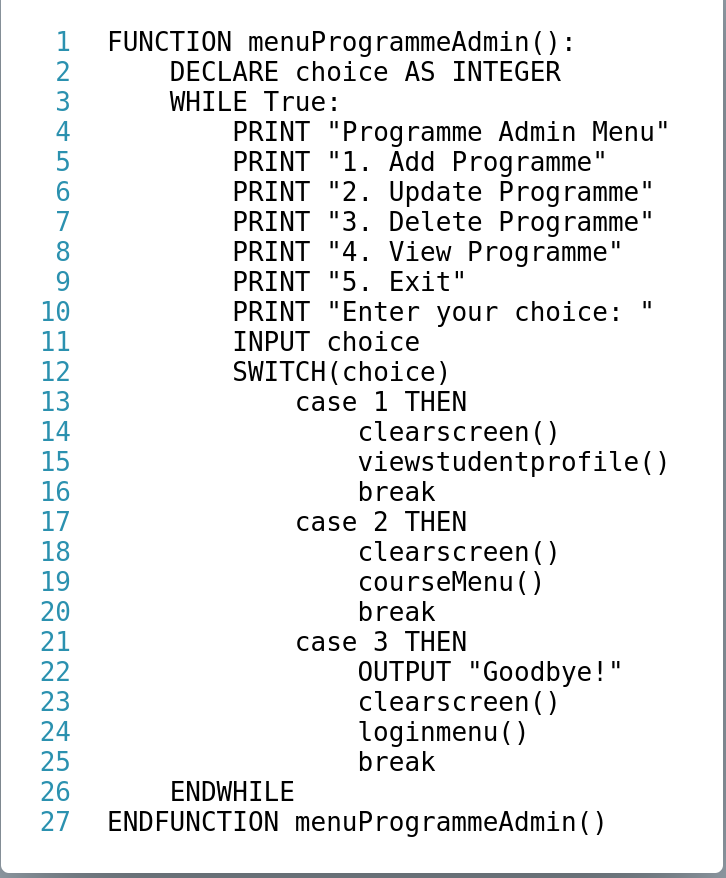 1 FUNCTION menuProgrammeAdmin():
2     DECLARE choice AS INTEGER
3     WHILE True:
4         PRINT "Programme Admin Menu"
5         PRINT "1. Add Programme"
6         PRINT "2. Update Programme"
7         PRINT "3. Delete Programme"
8         PRINT "4. View Programme"
9         PRINT "5. Exit"
10         PRINT "Enter your choice: "
11         INPUT choice
12         SWITCH(choice)
13             case 1 THEN
14                 clearscreen()
15                 viewstudentprofile()
16                 break
17             case 2 THEN
18                 clearscreen()
19                 courseMenu()
20                 break
21             case 3 THEN
22                 OUTPUT "Goodbye!"
23                 clearscreen()
24                 loginmenu()
25                 break
26     ENDWHILE
27 ENDFUNCTION menuProgrammeAdmin()